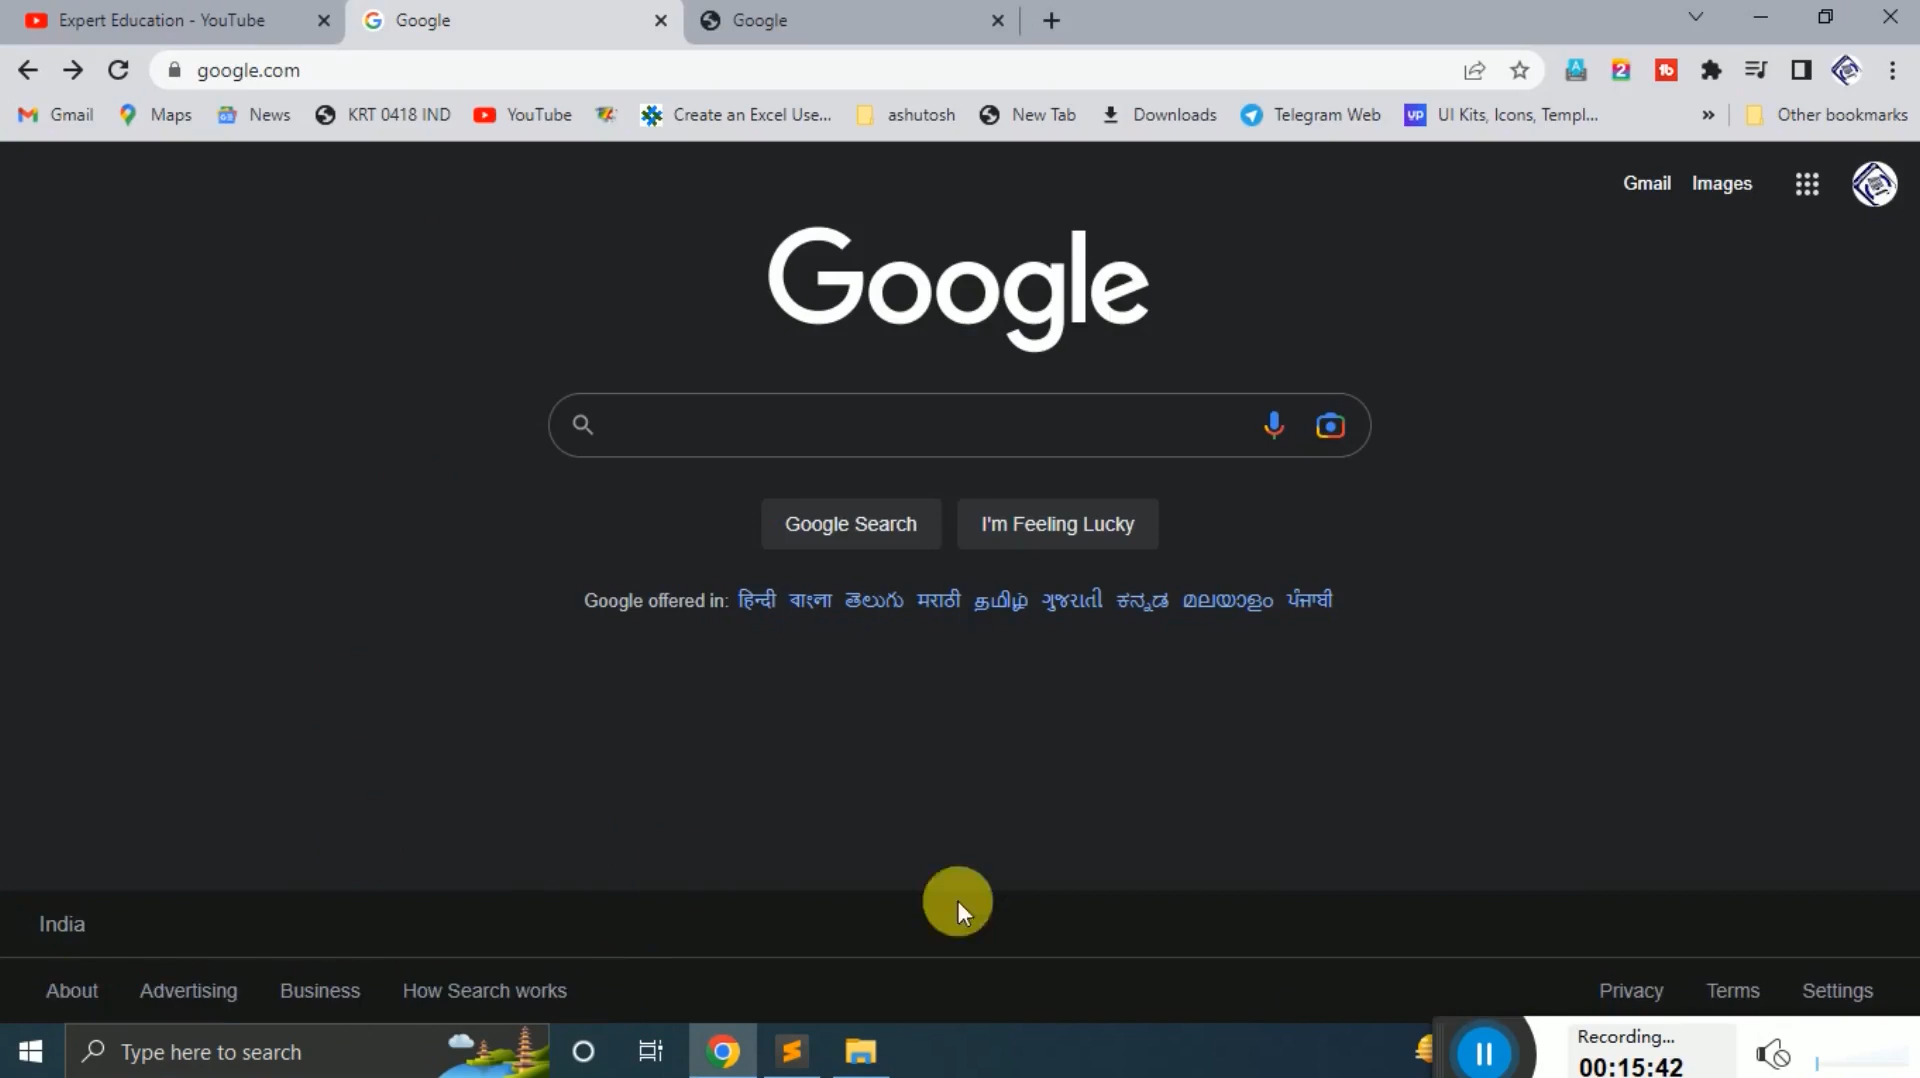 Expert Education - YouTube
Google
Google
google.com
Gmail
Maps
News
KRT 0418 IND
YouTube
Create an Excel Use...
ashutosh
New Tab
Downloads
Telegram Web
UI Kits, Icons, Templ...
»
Other bookmarks
Gmail Images
Google
Google Search
I'm Feeling Lucky
Google offered in: हिन्दी বাংলা తెలుగు मराठी தமிழ் ગુજરાતી ಕನ್ನಡ മലയാളം ਪੰਜਾਬੀ
India
About Advertising Business How Search works
Privacy Terms Settings
Type here to search
Recording...
00:15:42